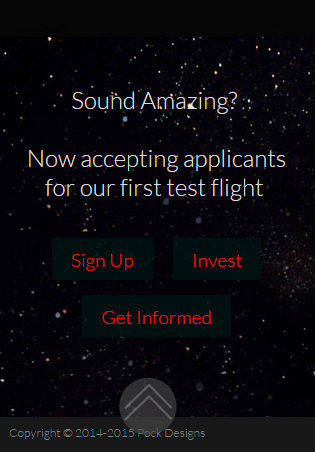 Sound Amazing?
Now accepting applicants
for our first test flight
Sign Up Invest
Get Informed
Copyright © 2014-2015 Pock Designs